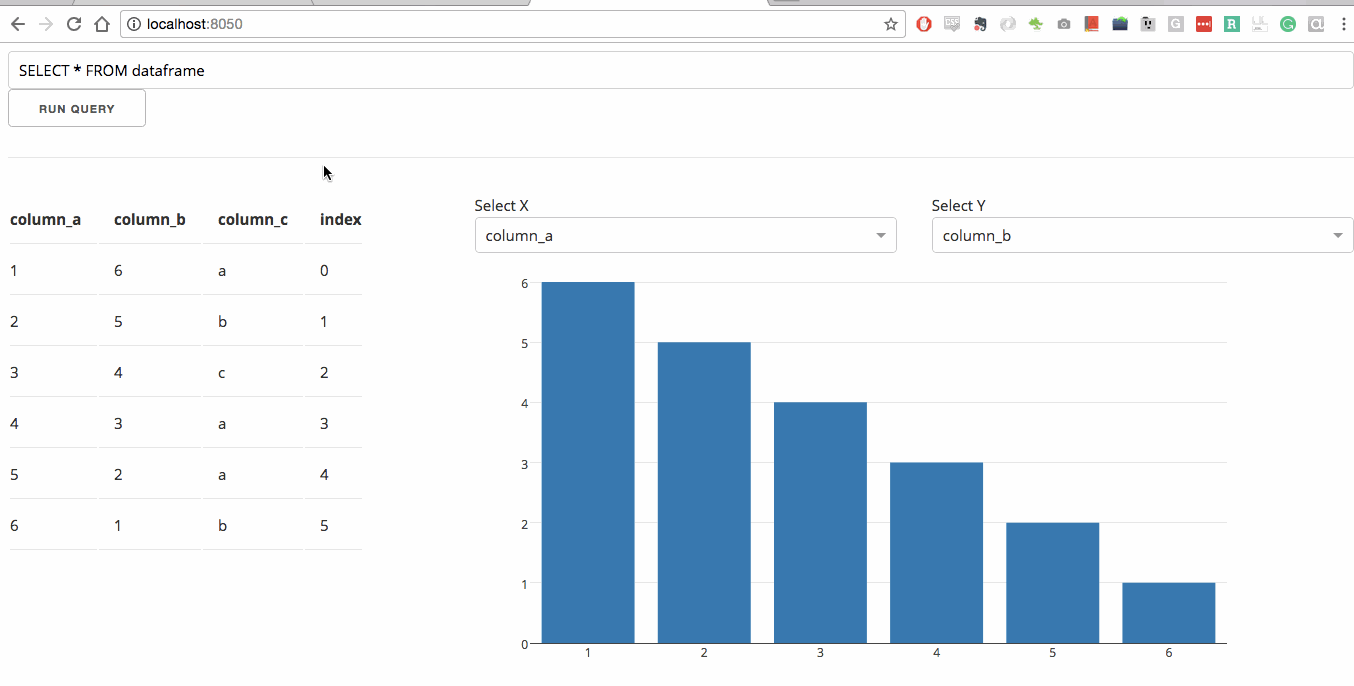 localhost:8050
SELECT * FROM dataframe
RUN QUERY
column_a column_b column_c index
1 6 a 0
2 5 b 1
3 4 c 2
4 3 a 3
5 2 a 4
6 1 b 5
Select X
column_a
Select Y
column_b
6
5
4
3
2
1
0
1 2 3 4 5 6